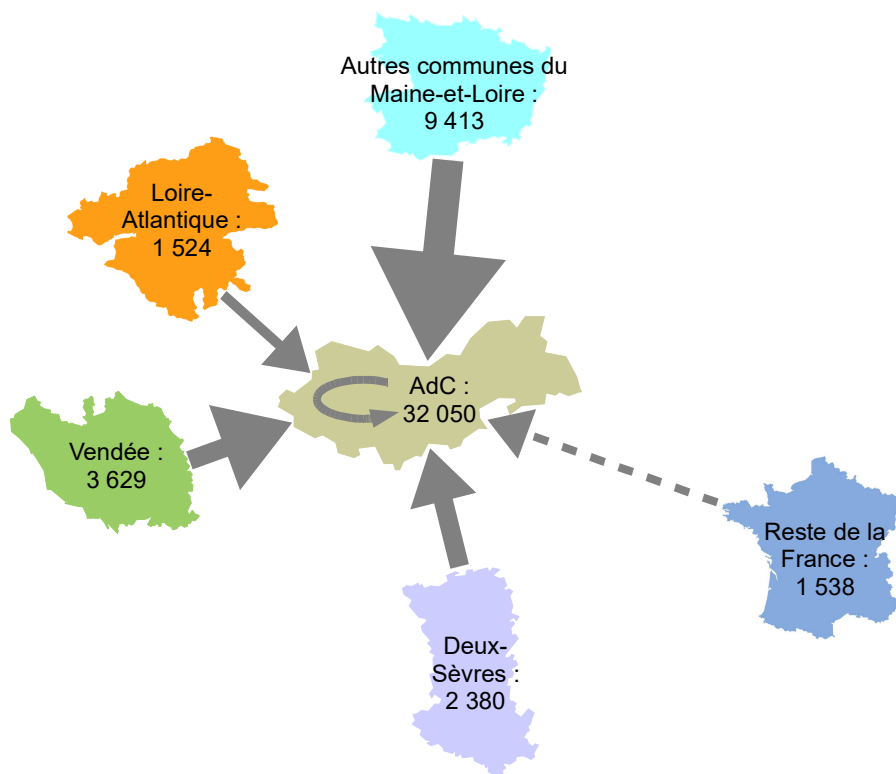 Autres communes du
Maine-et-Loire :
9 413
Loire-
Atlantique :
1 524
AdC :
32 050
Vendée :
3 629
Reste de la
France :
1 538
Deux-
Sèvres :
2 380